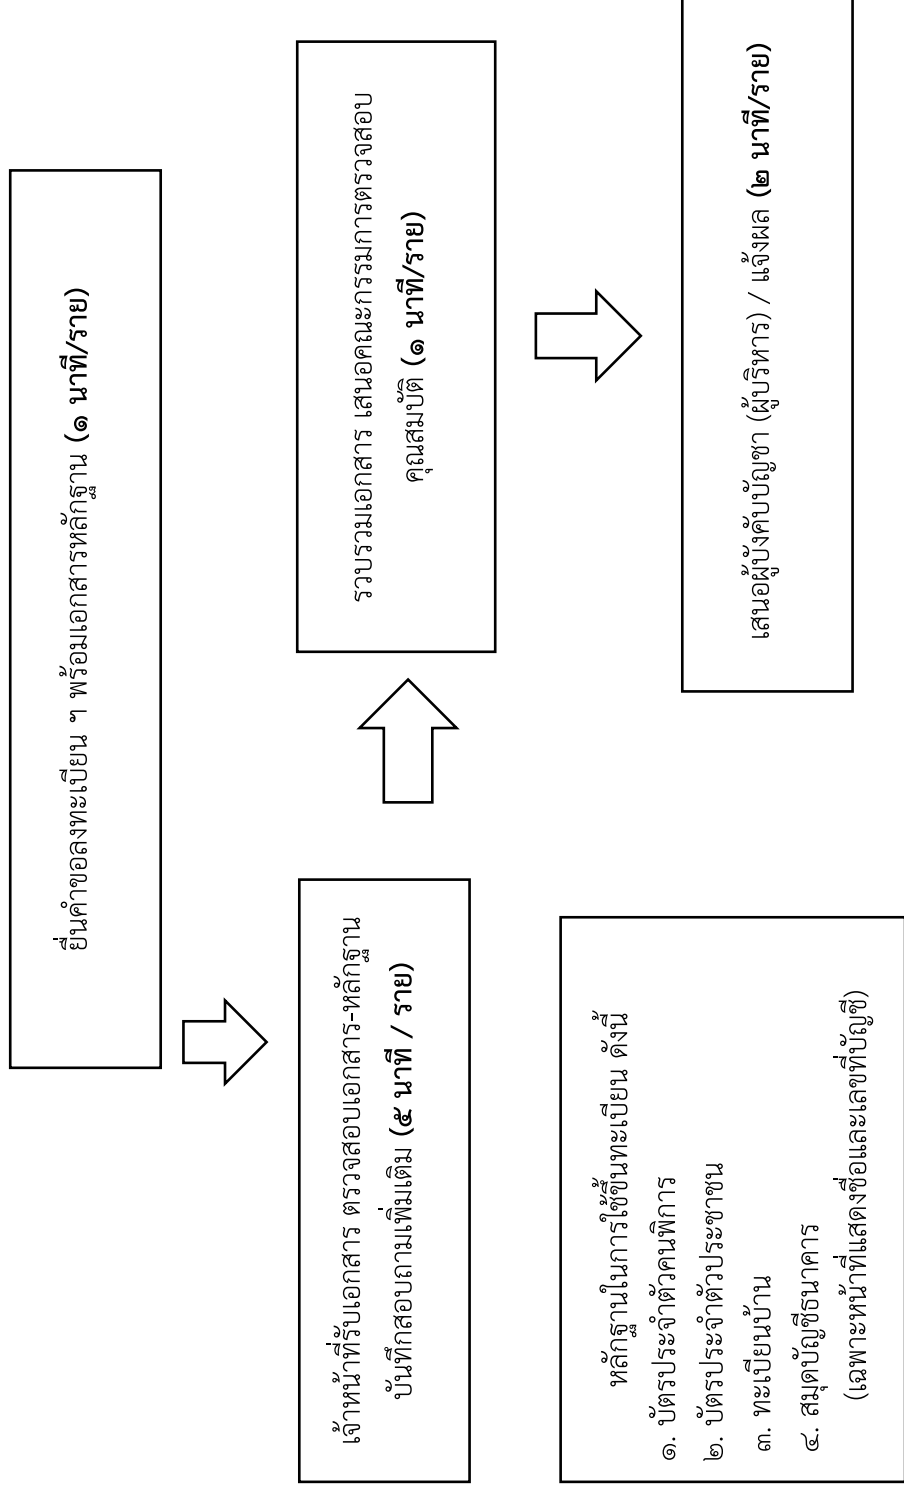 ยื่นคำขอลงทะเบียน ฯ พร้อมเอกสารหลักฐาน (๑ นาที/ราย)
เจ้าหน้าที่รับเอกสาร ตรวจสอบเอกสาร-หลักฐาน
บันทึกสอบถามเพิ่มเติม (๕ นาที / ราย)
รวบรวมเอกสาร เสนอคณะกรรมการตรวจสอบ
คุณสมบัติ (๑ นาที/ราย)
เสนอผู้บังคับบัญชา (ผู้บริหาร) / แจ้งผล (๒ นาที/ราย)
หลักฐานในการใช้ขึ้นทะเบียน ดังนี้
๑. บัตรประจำตัวคนพิการ
๒. บัตรประจำตัวประชาชน
๓. ทะเบียนบ้าน
๔. สมุดบัญชีธนาคาร
(เฉพาะหน้าที่แสดงชื่อและเลขที่บัญชี)